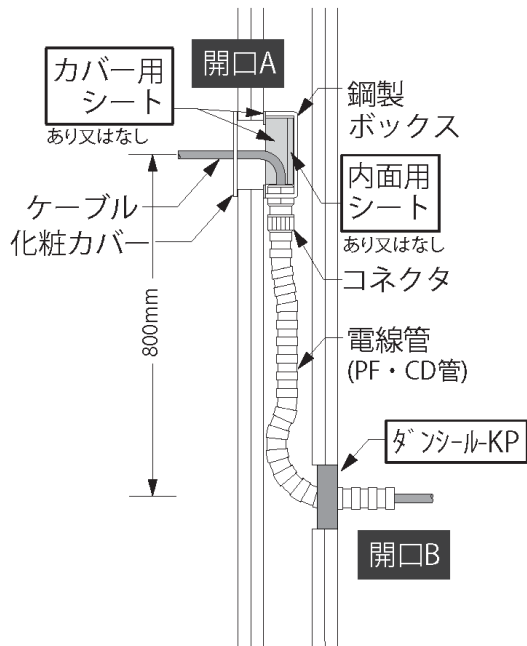 開口A
カバー用
シート
あり又はなし
鋼製
ボックス
内面用
シート
あり又はなし
ケーブル
化粧カバー
コネクタ
800mm
電線管
(PF・CD管)
ダンシール-KP
開口B